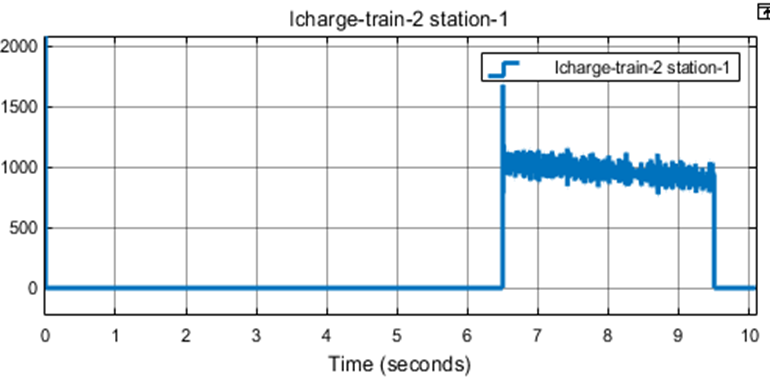 Icharge-train-2 station-1
Icharge-train-2 station-1
2000
1500
1000
500
0
0 1 2 3 4 5 6 7 8 9 10
Time (seconds)